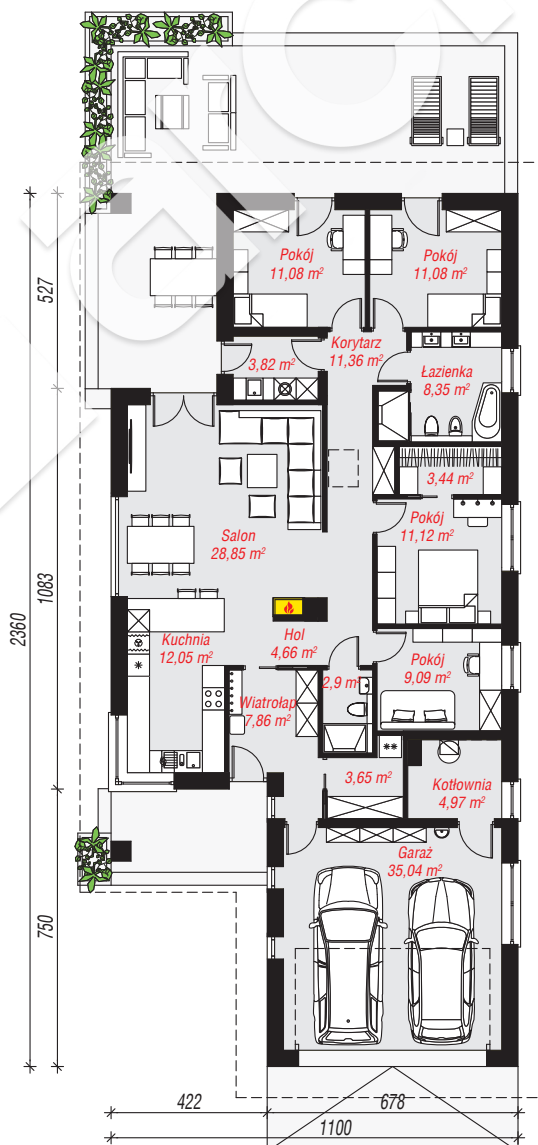 Pokój
11,08 m²
Pokój
11,08 m²
Korytarz
11,36 m²
3,82 m²
Łazienka
8,35 m²
3,44 m²
Pokój
11,12 m²
Salon
28,85 m²
Hol
4,66 m²
Kuchnia
12,05 m²
Pokój
9,09 m²
2,9 m²
Wiatrołap
7,86 m²
3,65 m²
Kotłownia
4,97 m²
Garaż
35,04 m²
527
1083
2360
750
422
678
1100